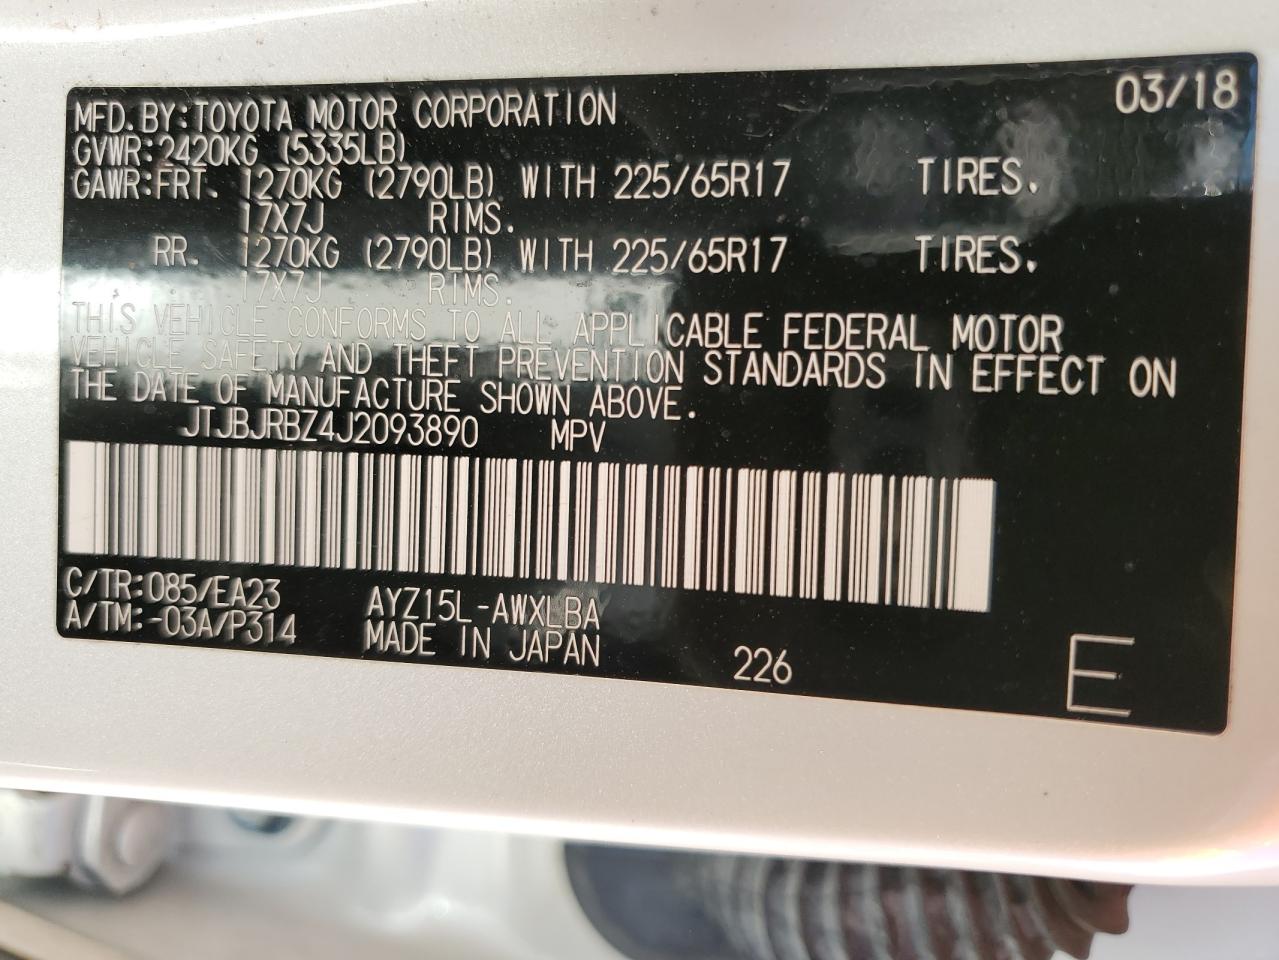 03/18
MFD.BY:TOYOTA MOTOR CORPORATION
GVWR:2420KG (5335LB)
GAWR:FRT. 1270KG (2790LB) WITH 225/65R17 TIRES.
17X7J RIMS.
RR. 1270KG (2790LB) WITH 225/65R17 TIRES.
17X7J RIMS.
THIS VEHICLE CONFORMS TO ALL APPLICABLE FEDERAL MOTOR
VEHICLE SAFETY AND THEFT PREVENTION STANDARDS IN EFFECT ON
THE DATE OF MANUFACTURE SHOWN ABOVE.
JTJBJRBZ4J2093890 MPV
C/TR:085/EA23 AYZ15L-AWXLBA
A/TM:-03A/P314 MADE IN JAPAN
226
E